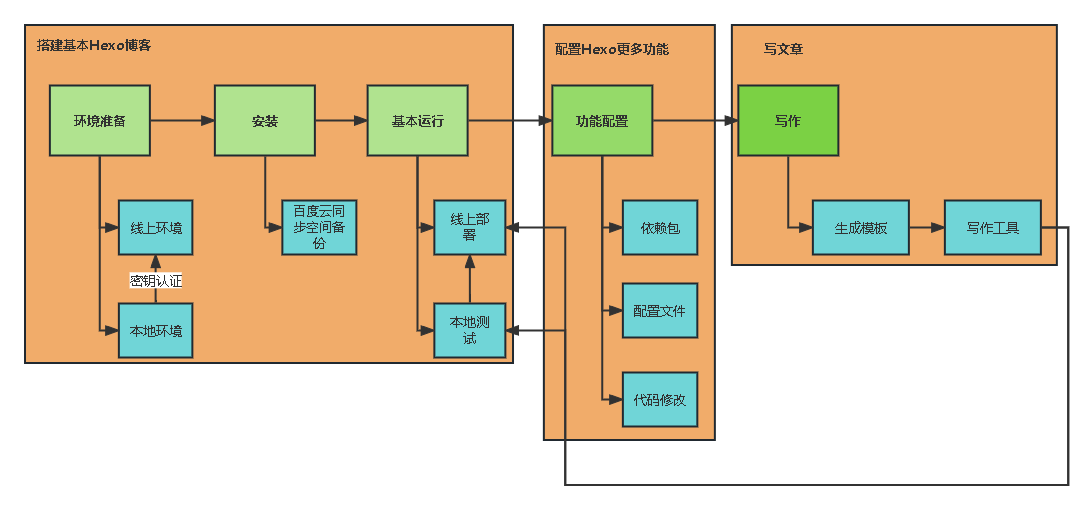 搭建基本Hexo博客
配置Hexo更多功能
写文章
环境准备
安装
基本运行
功能配置
写作
线上环境
百度云同
步空间备
份
线上部
署
依赖包
生成模板
写作工具
密钥认证
本地环境
本地测
试
配置文件
代码修改